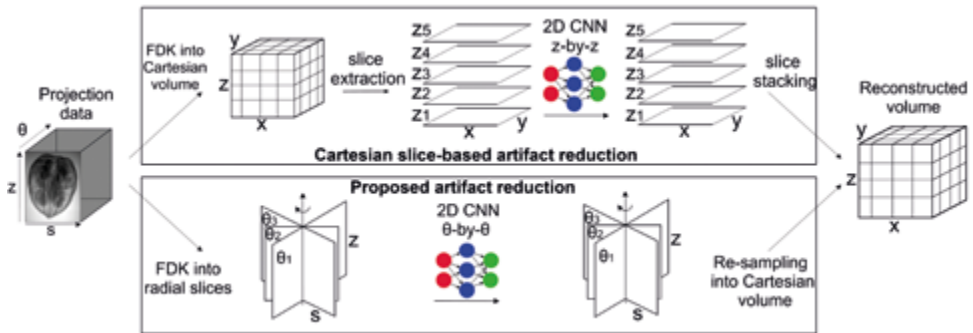 Projection
data
θ
z
s
FDK into
Cartesian
volume
y
z
x
slice
extraction
z5
z4
z3
z2
z1
x
y
2D CNN
z-by-z
z5
z4
z3
z2
z1
x
y
slice
stacking
Cartesian slice-based artifact reduction
Proposed artifact reduction
FDK into
radial slices
θ3
θ2
θ1
z
s
2D CNN
θ-by-θ
θ3
θ2
θ1
z
s
Re-sampling
into Cartesian
volume
Reconstructed
volume
y
z
x